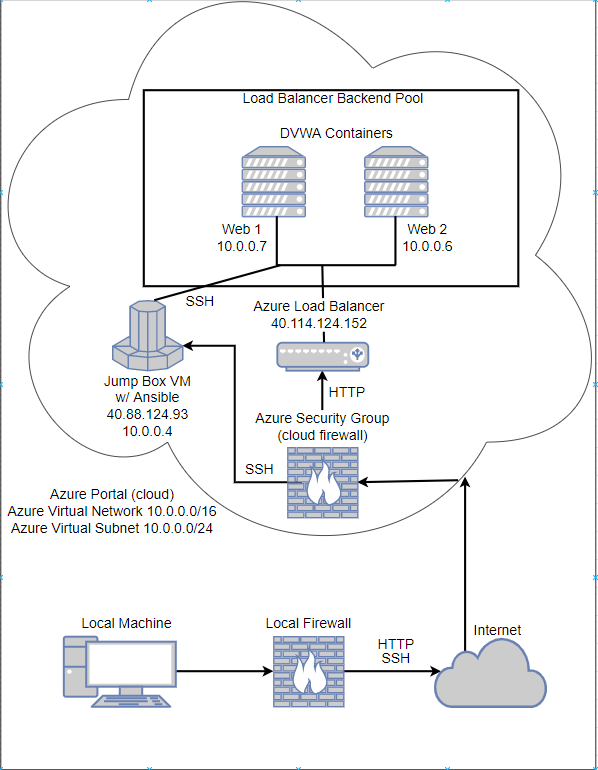 Load Balancer Backend Pool
DVWA Containers
Web 1
10.0.0.7
Web 2
10.0.0.6
SSH
Azure Load Balancer
40.114.124.152
Jump Box VM
w/ Ansible
40.88.124.93
10.0.0.4
HTTP
Azure Security Group
(cloud firewall)
SSH
Azure Portal (cloud)
Azure Virtual Network 10.0.0.0/16
Azure Virtual Subnet 10.0.0.0/24
Local Machine
Local Firewall
HTTP
SSH
Internet